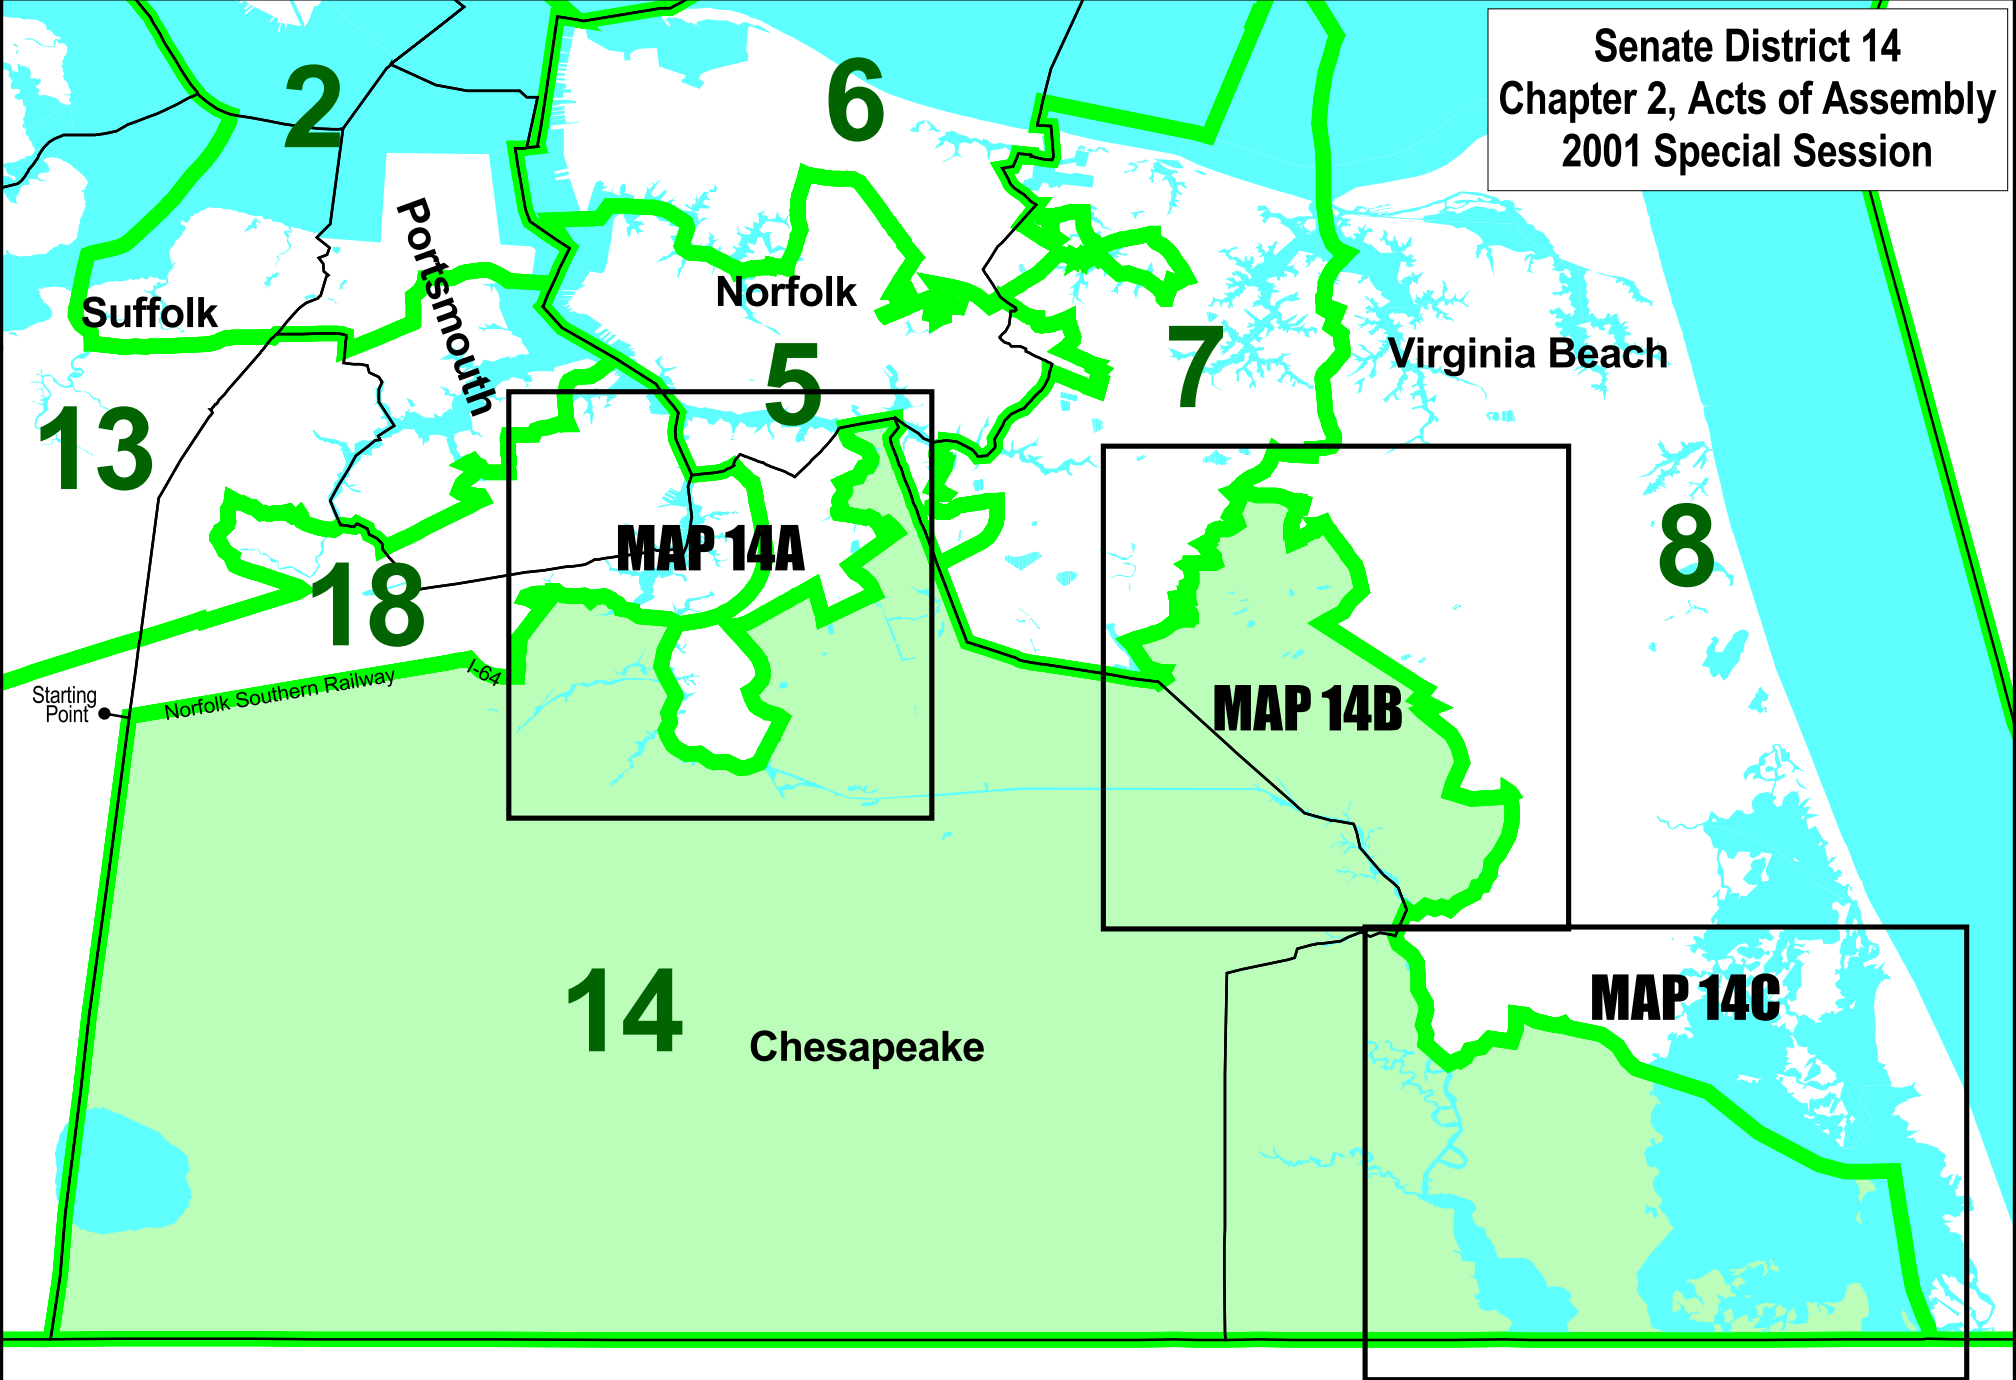 Senate District 14
Chapter 2, Acts of Assembly
2001 Special Session
2
6
Portsmouth
Suffolk
Norfolk
5
7
Virginia Beach
13
MAP 14A
8
18
I-64
Norfolk Southern Railway
Starting
Point
MAP 14B
14
Chesapeake
MAP 14C